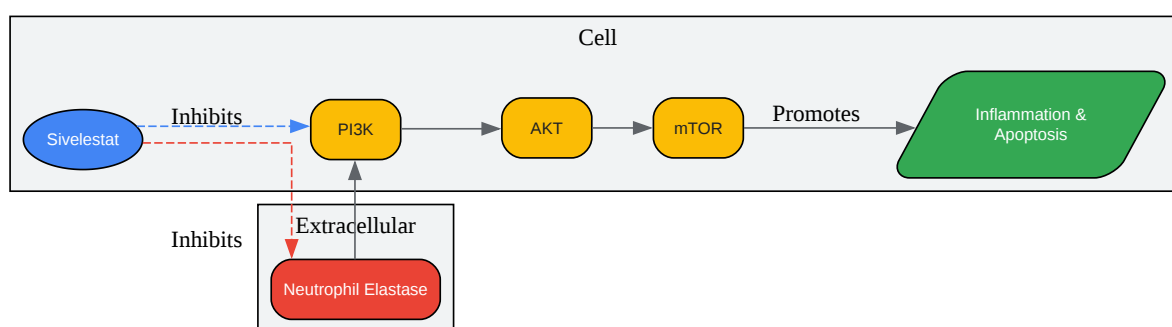 Cell
Inhibits
Sivelestat
PI3K
AKT
mTOR
Promotes
Inflammation &
Apoptosis
Extracellular
Inhibits
Neutrophil Elastase